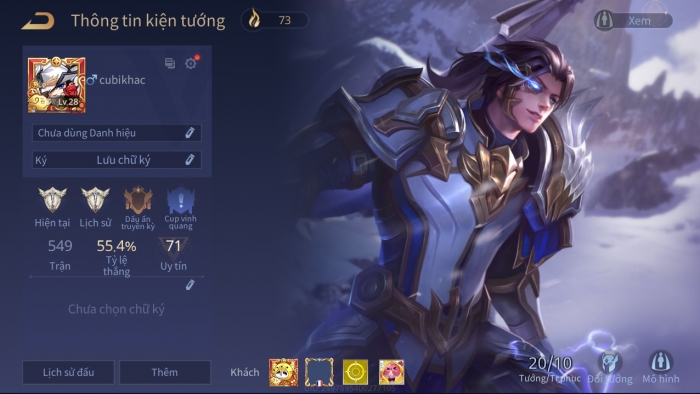 Thông tin kiện tướng
73
Xem
cubikhac
Lv.28
Chưa dùng Danh hiệu
Ký
Lưu chữ ký
Hiện tại
Lịch sử
Dấu ấn truyền kỳ
Cup vinh quang
549
55.4%
71
Trận
Tỷ lệ thắng
Uy tín
Chưa chọn chữ ký
Lịch sử đấu
Thêm
Khách
20/10
Tướng/Tr.phục
Đổi tướng
Mô hình